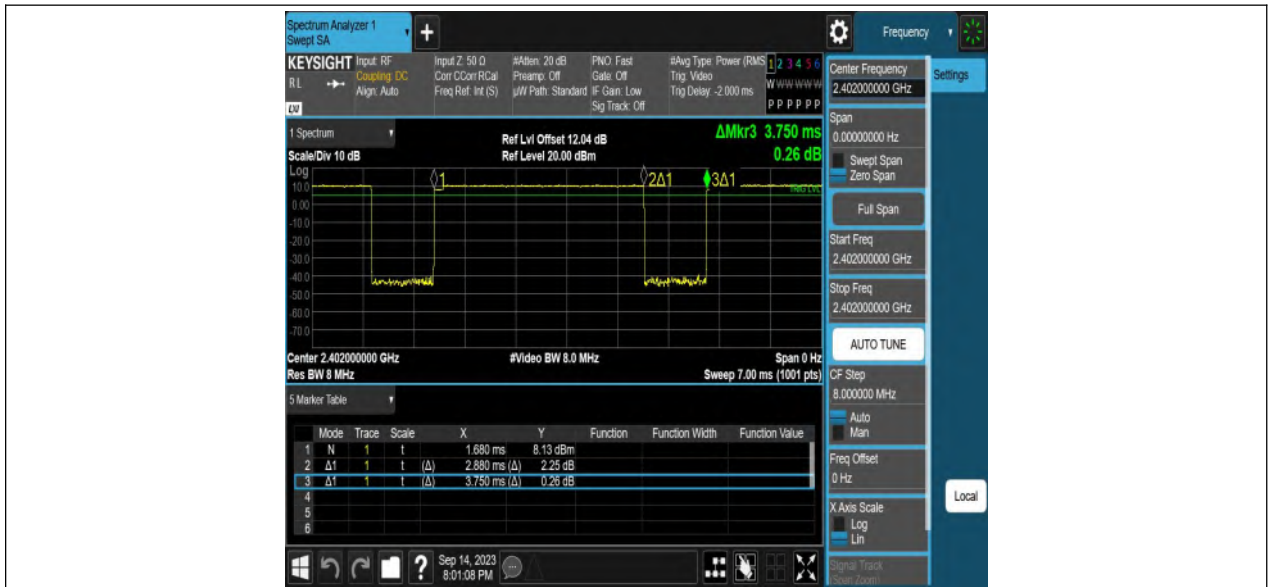 Spectrum Analyzer 1
Swept SA
+
Frequency
KEYSIGHT
RL
LXI
Input: RF
Coupling: DC
Align: Auto
Input Z: 50 Ω
Corr CCorr RCal
Freq Ref: Int (S)
#Atten: 20 dB
Preamp: Off
µW Path: Standard
PNO: Fast
Gate: Off
IF Gain: Low
Sig Track: Off
#Avg Type: Power (RMS
Trig: Video
Trig Delay: -2.000 ms
1 2 3 4 5 6
W W W W W W
P P P P P P
Center Frequency
2.402000000 GHz
Settings
1 Spectrum
Scale/Div 10 dB
Ref Lvl Offset 12.04 dB
Ref Level 20.00 dBm
ΔMkr3 3.750 ms
0.26 dB
Log
10.0
0.00
-10.0
-20.0
-30.0
-40.0
-50.0
-60.0
-70.0
1
2Δ1
3Δ1
TRIG LVL
Center 2.402000000 GHz
Res BW 8 MHz
#Video BW 8.0 MHz
Span 0 Hz
Sweep 7.00 ms (1001 pts)
Span
0.00000000 Hz
Swept Span
Zero Span
Full Span
Start Freq
2.402000000 GHz
Stop Freq
2.402000000 GHz
AUTO TUNE
CF Step
8.000000 MHz
Auto
Man
Freq Offset
0 Hz
X Axis Scale
Log
Lin
Signal Track
(Span Zoom)
Local
5 Marker Table
Mode Trace Scale X Y Function Function Width Function Value
1 N 1 t 1.680 ms 8.13 dBm
2 Δ1 1 t (Δ) 2.880 ms (Δ) 2.25 dB
3 Δ1 1 t (Δ) 3.750 ms (Δ) 0.26 dB
4
5
6
?
Sep 14, 2023
8:01:08 PM